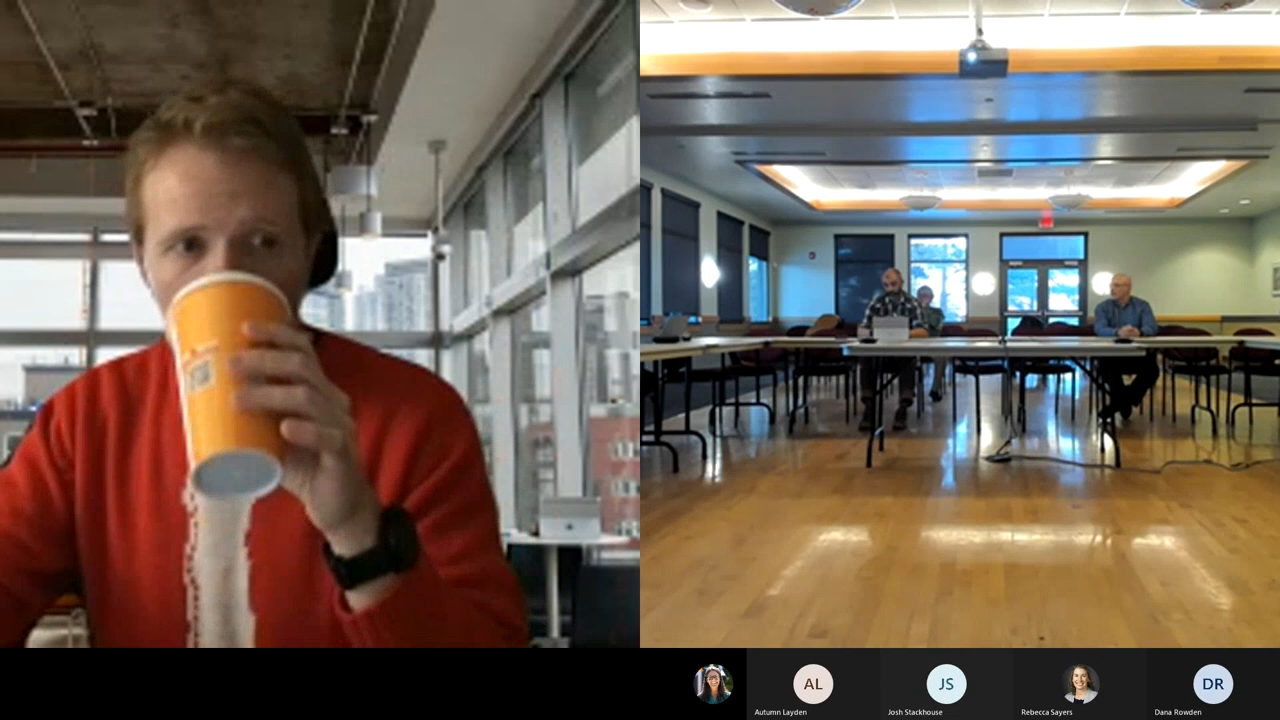 AL
Autumn Layden
JS
Josh Stackhouse
Rebecca Sayers
DR
Dana Rowden